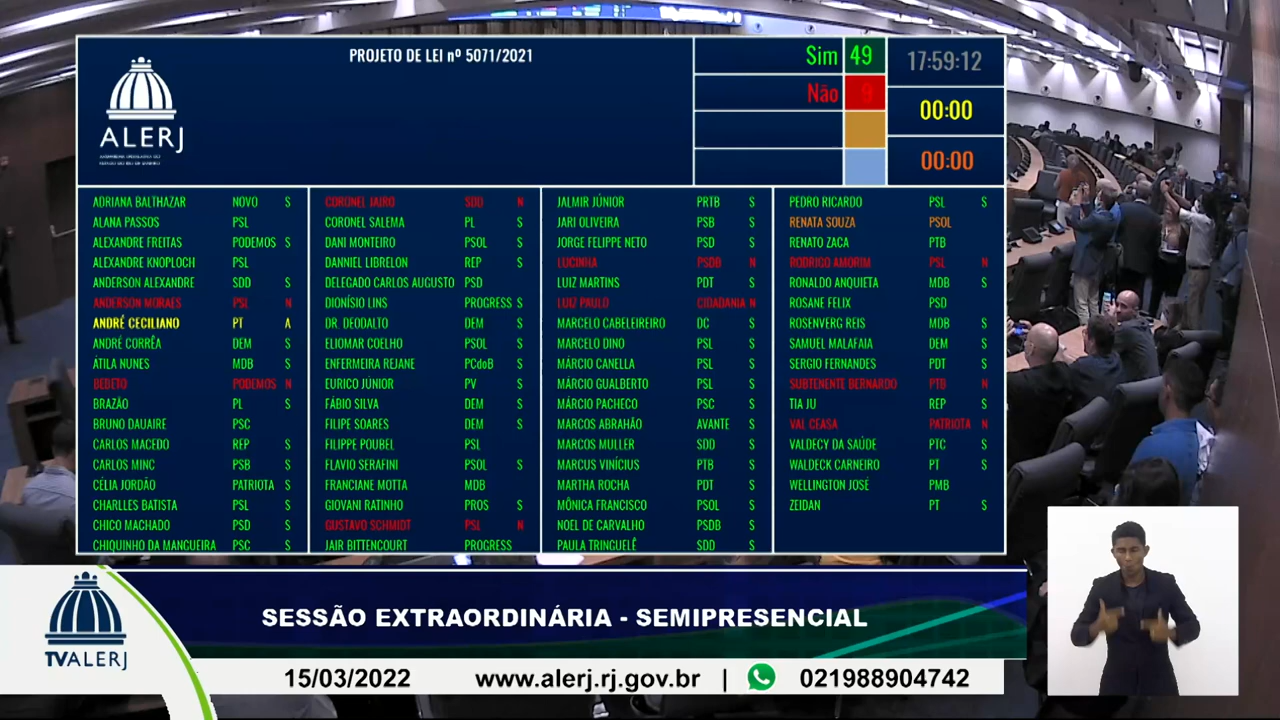 PROJETO DE LEI nº 5071/2021
ALERJ
Sim 49
Não 9
17:59:12
00:00
00:00
ADRIANA BALTHAZAR NOVO S
ALANA PASSOS PSL
ALEXANDRE FREITAS PODEMOS S
ALEXANDRE KNOPLOCH PSL
ANDERSON ALEXANDRE SDD S
ANDERSON MORAES PSL N
ANDRÉ CECILIANO PT A
ANDRÉ CORRÊA DEM S
ÁTILA NUNES MDB S
BEBETO PODEMOS N
BRAZÃO PL S
BRUNO DAUAIRE PSC
CARLOS MACEDO REP S
CARLOS MINC PSB S
CÉLIA JORDÃO PATRIOTA S
CHARLLES BATISTA PSL S
CHICO MACHADO PSD S
CHIQUINHO DA MANGUEIRA PSC S
CORONEL JAIRO SDD N
CORONEL SALEMA PL S
DANI MONTEIRO PSOL S
DANNIEL LIBRELON REP S
DELEGADO CARLOS AUGUSTO PSD
DIONÍSIO LINS PROGRESS S
DR. DEODALTO DEM S
ELIOMAR COELHO PSOL S
ENFERMEIRA REJANE PCdoB S
EURICO JÚNIOR PV S
FÁBIO SILVA DEM S
FILIPE SOARES DEM S
FILIPPE POUBEL PSL
FLAVIO SERAFINI PSOL S
FRANCIANE MOTTA MDB
GIOVANI RATINHO PROS S
GUSTAVO SCHMIDT PSL N
JAIR BITTENCOURT PROGRESS
JALMIR JÚNIOR PRTB S
JARI OLIVEIRA PSB S
JORGE FELIPPE NETO PSD S
LUCINHA PSDB N
LUIZ MARTINS PDT S
LUIZ PAULO CIDADANIA N
MARCELO CABELEIREIRO DC S
MARCELO DINO PSL S
MÁRCIO CANELLA PSL S
MÁRCIO GUALBERTO PSL S
MÁRCIO PACHECO PSC S
MARCOS ABRAHÃO AVANTE S
MARCOS MULLER SDD S
MARCUS VINÍCIUS PTB S
MARTHA ROCHA PDT S
MÔNICA FRANCISCO PSOL S
NOEL DE CARVALHO PSDB S
PAULA TRINGUELÊ SDD S
PEDRO RICARDO PSL S
RENATA SOUZA PSOL
RENATO ZACA PTB
RODRIGO AMORIM PSL N
RONALDO ANQUIETA MDB S
ROSANE FELIX PSD
ROSENVERG REIS MDB S
SAMUEL MALAFAIA DEM S
SERGIO FERNANDES PDT S
SUBTENENTE BERNARDO PTB N
TIA JU REP S
VAL CEASA PATRIOTA N
VALDECY DA SAÚDE PTC S
WALDECK CARNEIRO PT S
WELLINGTON JOSÉ PMB
ZEIDAN PT S
SESSÃO EXTRAORDINÁRIA - SEMIPRESENCIAL
TVALERJ
15/03/2022 www.alerj.rj.gov.br | 021988904742